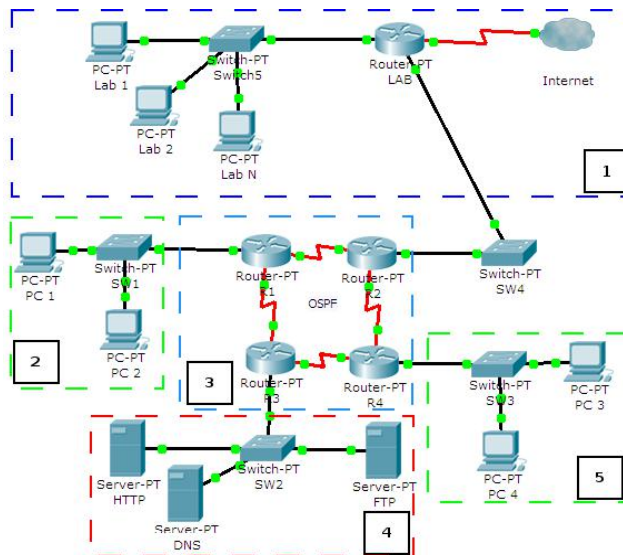 PC-PT
Lab 1
Switch-PT
Switch5
Router-PT
LAB
Internet
PC-PT
Lab 2
PC-PT
Lab N
1
PC-PT
PC 1
Switch-PT
SW1
Router-PT
R1
Router-PT
R2
Switch-PT
SW4
OSPF
PC-PT
PC 2
2
3
Router-PT
R3
Router-PT
R4
Switch-PT
SW3
PC-PT
PC 3
PC-PT
PC 4
5
Server-PT
HTTP
Switch-PT
SW2
Server-PT
FTP
Server-PT
DNS
4